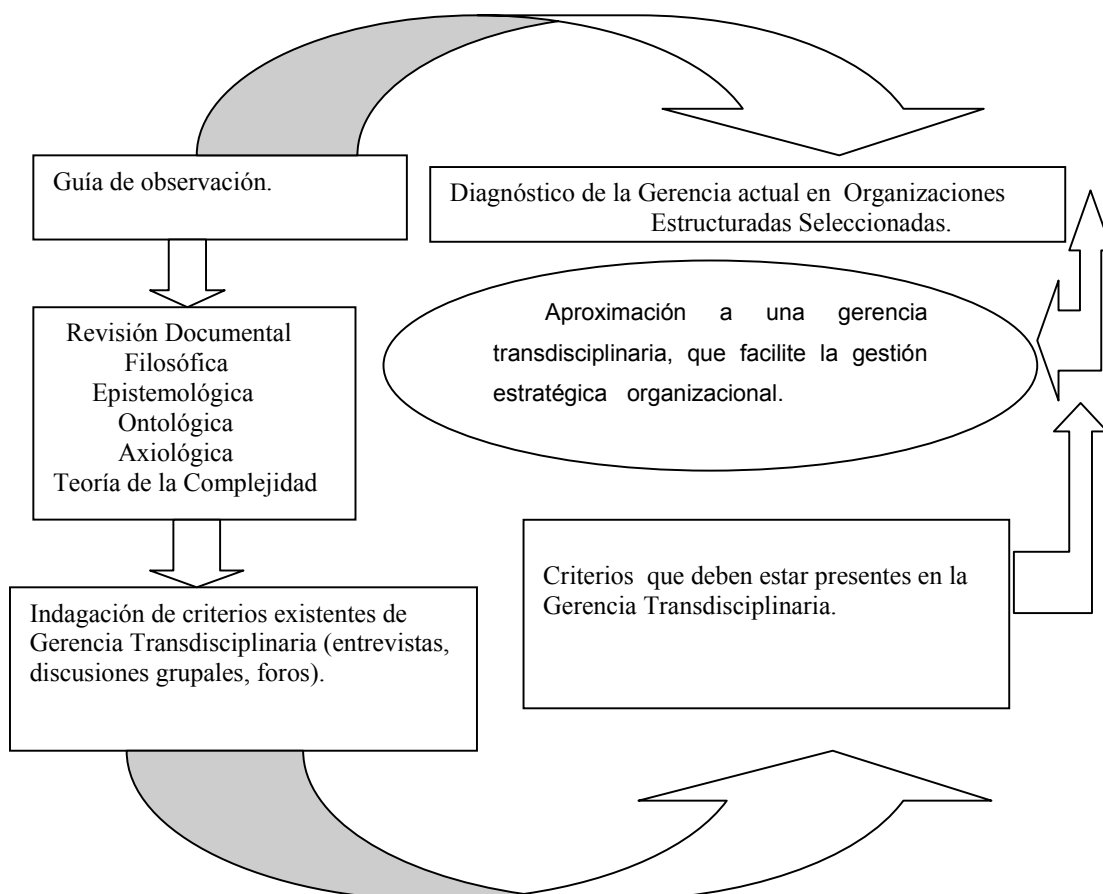 Guía de observación.
Diagnóstico de la Gerencia actual en Organizaciones
Estructuradas Seleccionadas.
Revisión Documental
Filosófica
Epistemológica
Ontológica
Axiológica
Teoría de la Complejidad
Aproximación a una gerencia
transdisciplinaria, que facilite la gestión
estratégica organizacional.
Indagación de criterios existentes de
Gerencia Transdisciplinaria (entrevistas,
discusiones grupales, foros).
Criterios que deben estar presentes en la
Gerencia Transdisciplinaria.